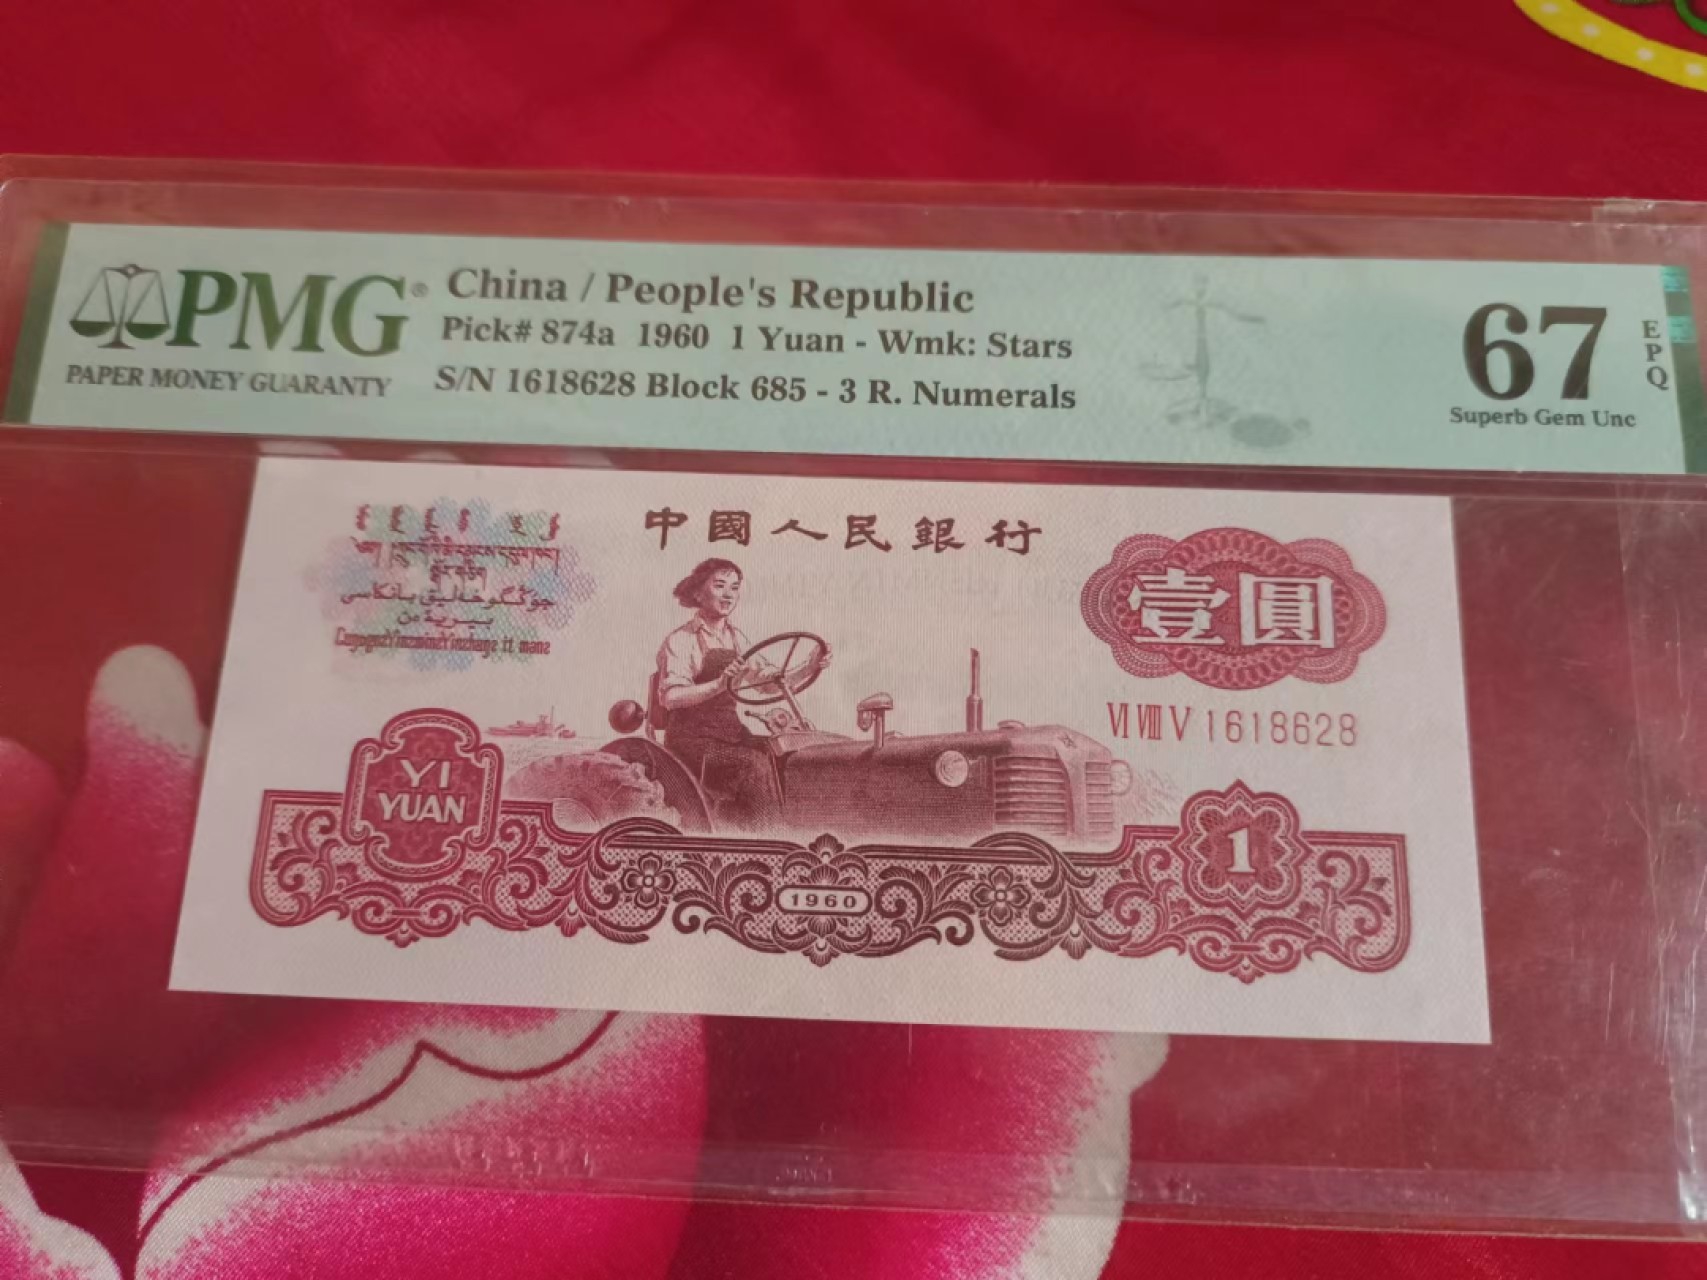 PMG®
PAPER MONEY GUARANTY
China / People's Republic
Pick# 874a 1960 1 Yuan - Wmk: Stars
S/N 1618628 Block 685 - 3 R. Numerals
67
EPQ
Superb Gem Unc
中國人民銀行
壹圓
VI VIII V 1618628
YI
YUAN
1960
1